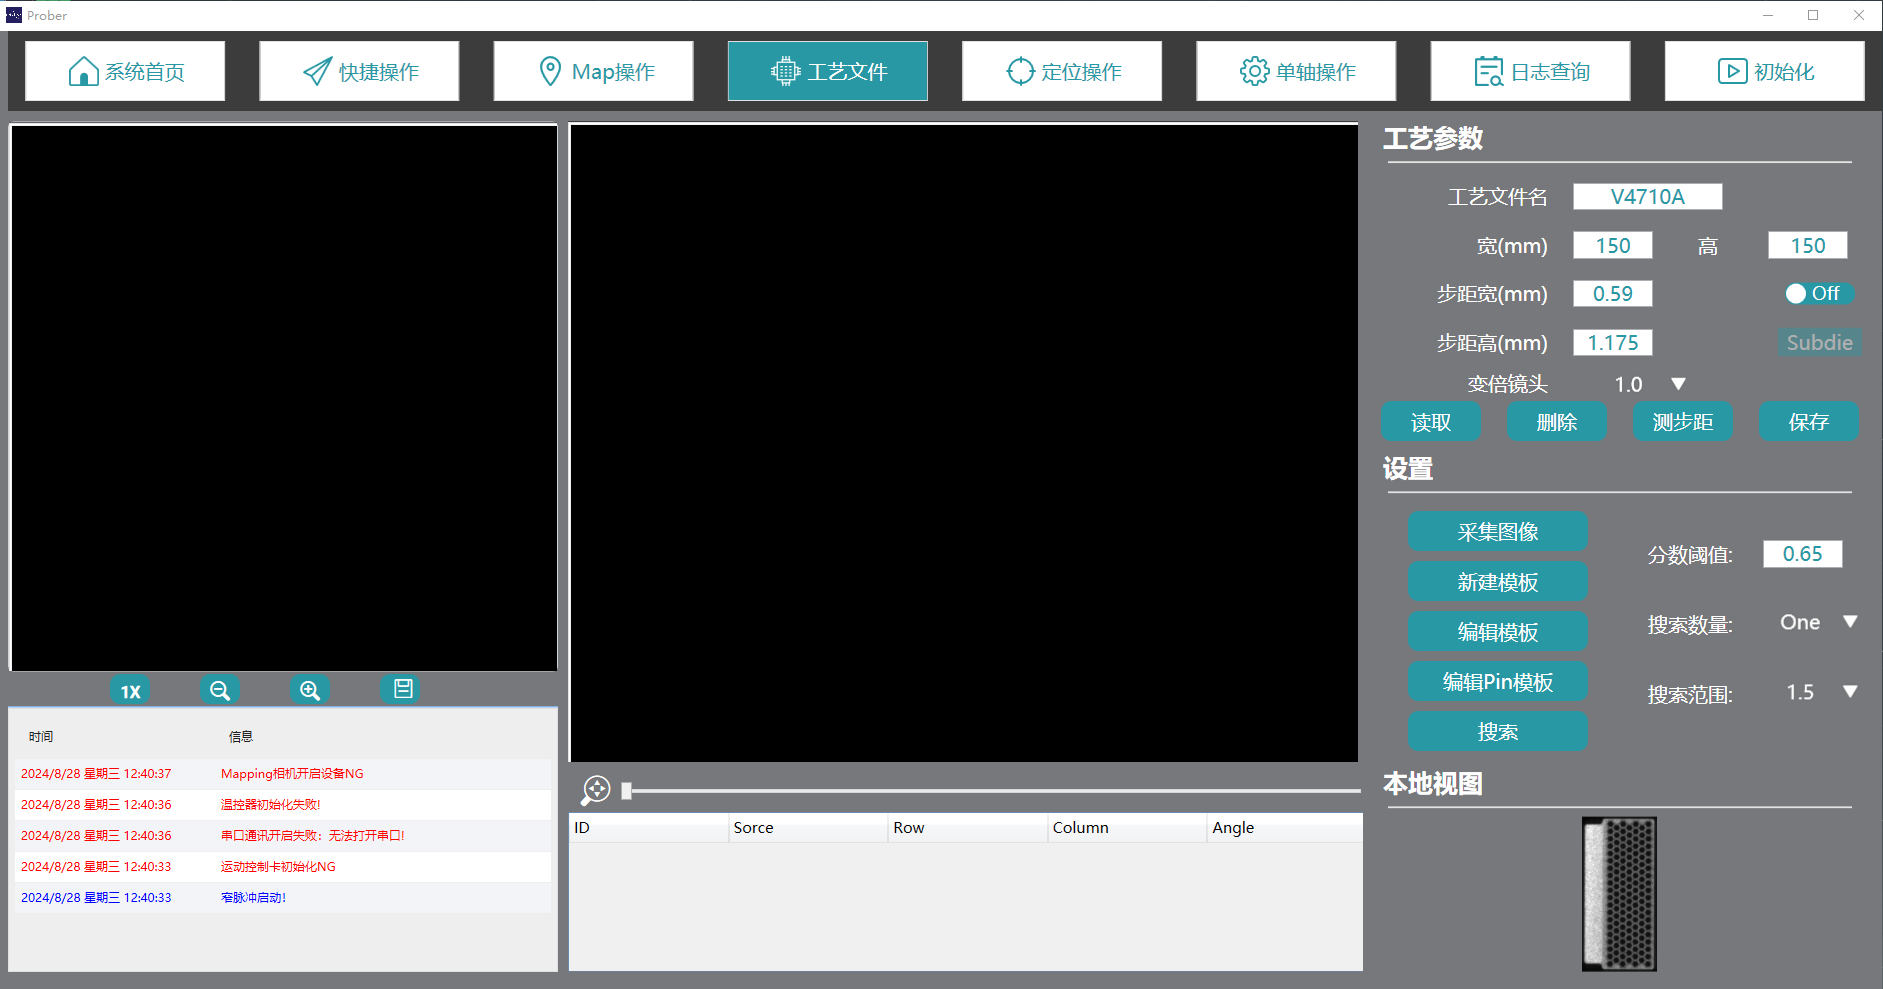 Prober
系统首页 快捷操作 Map操作 工艺文件 定位操作 单轴操作 日志查询 初始化
工艺参数
工艺文件名 V4710A
宽(mm) 150 高 150
步距宽(mm) 0.59 Off
步距高(mm) 1.175 Subdie
变倍镜头 1.0
读取 删除 测步距 保存
设置
采集图像
新建模板
编辑模板
编辑Pin模板
搜索
分数阈值: 0.65
搜索数量: One
搜索范围: 1.5
本地视图
1X
时间 信息
2024/8/28 星期三 12:40:37 Mapping相机开启设备NG
2024/8/28 星期三 12:40:36 温控器初始化失败!
2024/8/28 星期三 12:40:36 串口通讯开启失败：无法打开串口!
2024/8/28 星期三 12:40:33 运动控制卡初始化NG
2024/8/28 星期三 12:40:33 窄脉冲启动!
ID Sorce Row Column Angle